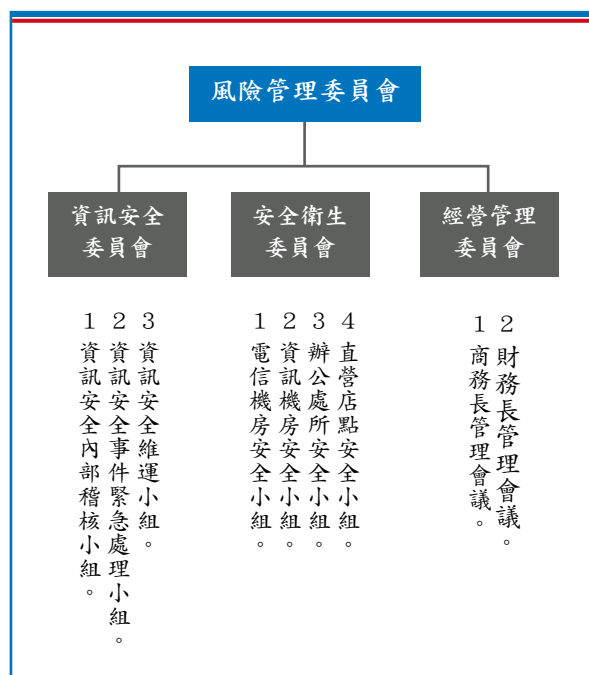 風險管理委員會
資訊安全
委員會
1 資訊安全內部稽核小組。
2 資訊安全事件緊急處理小組。
3 資訊安全維運小組。
安全衛生
委員會
1 電信機房安全小組。
2 資訊機房安全小組。
3 辦公處所安全小組。
4 直營店點安全小組。
經營管理
委員會
1 商務長管理會議。
2 財務長管理會議。